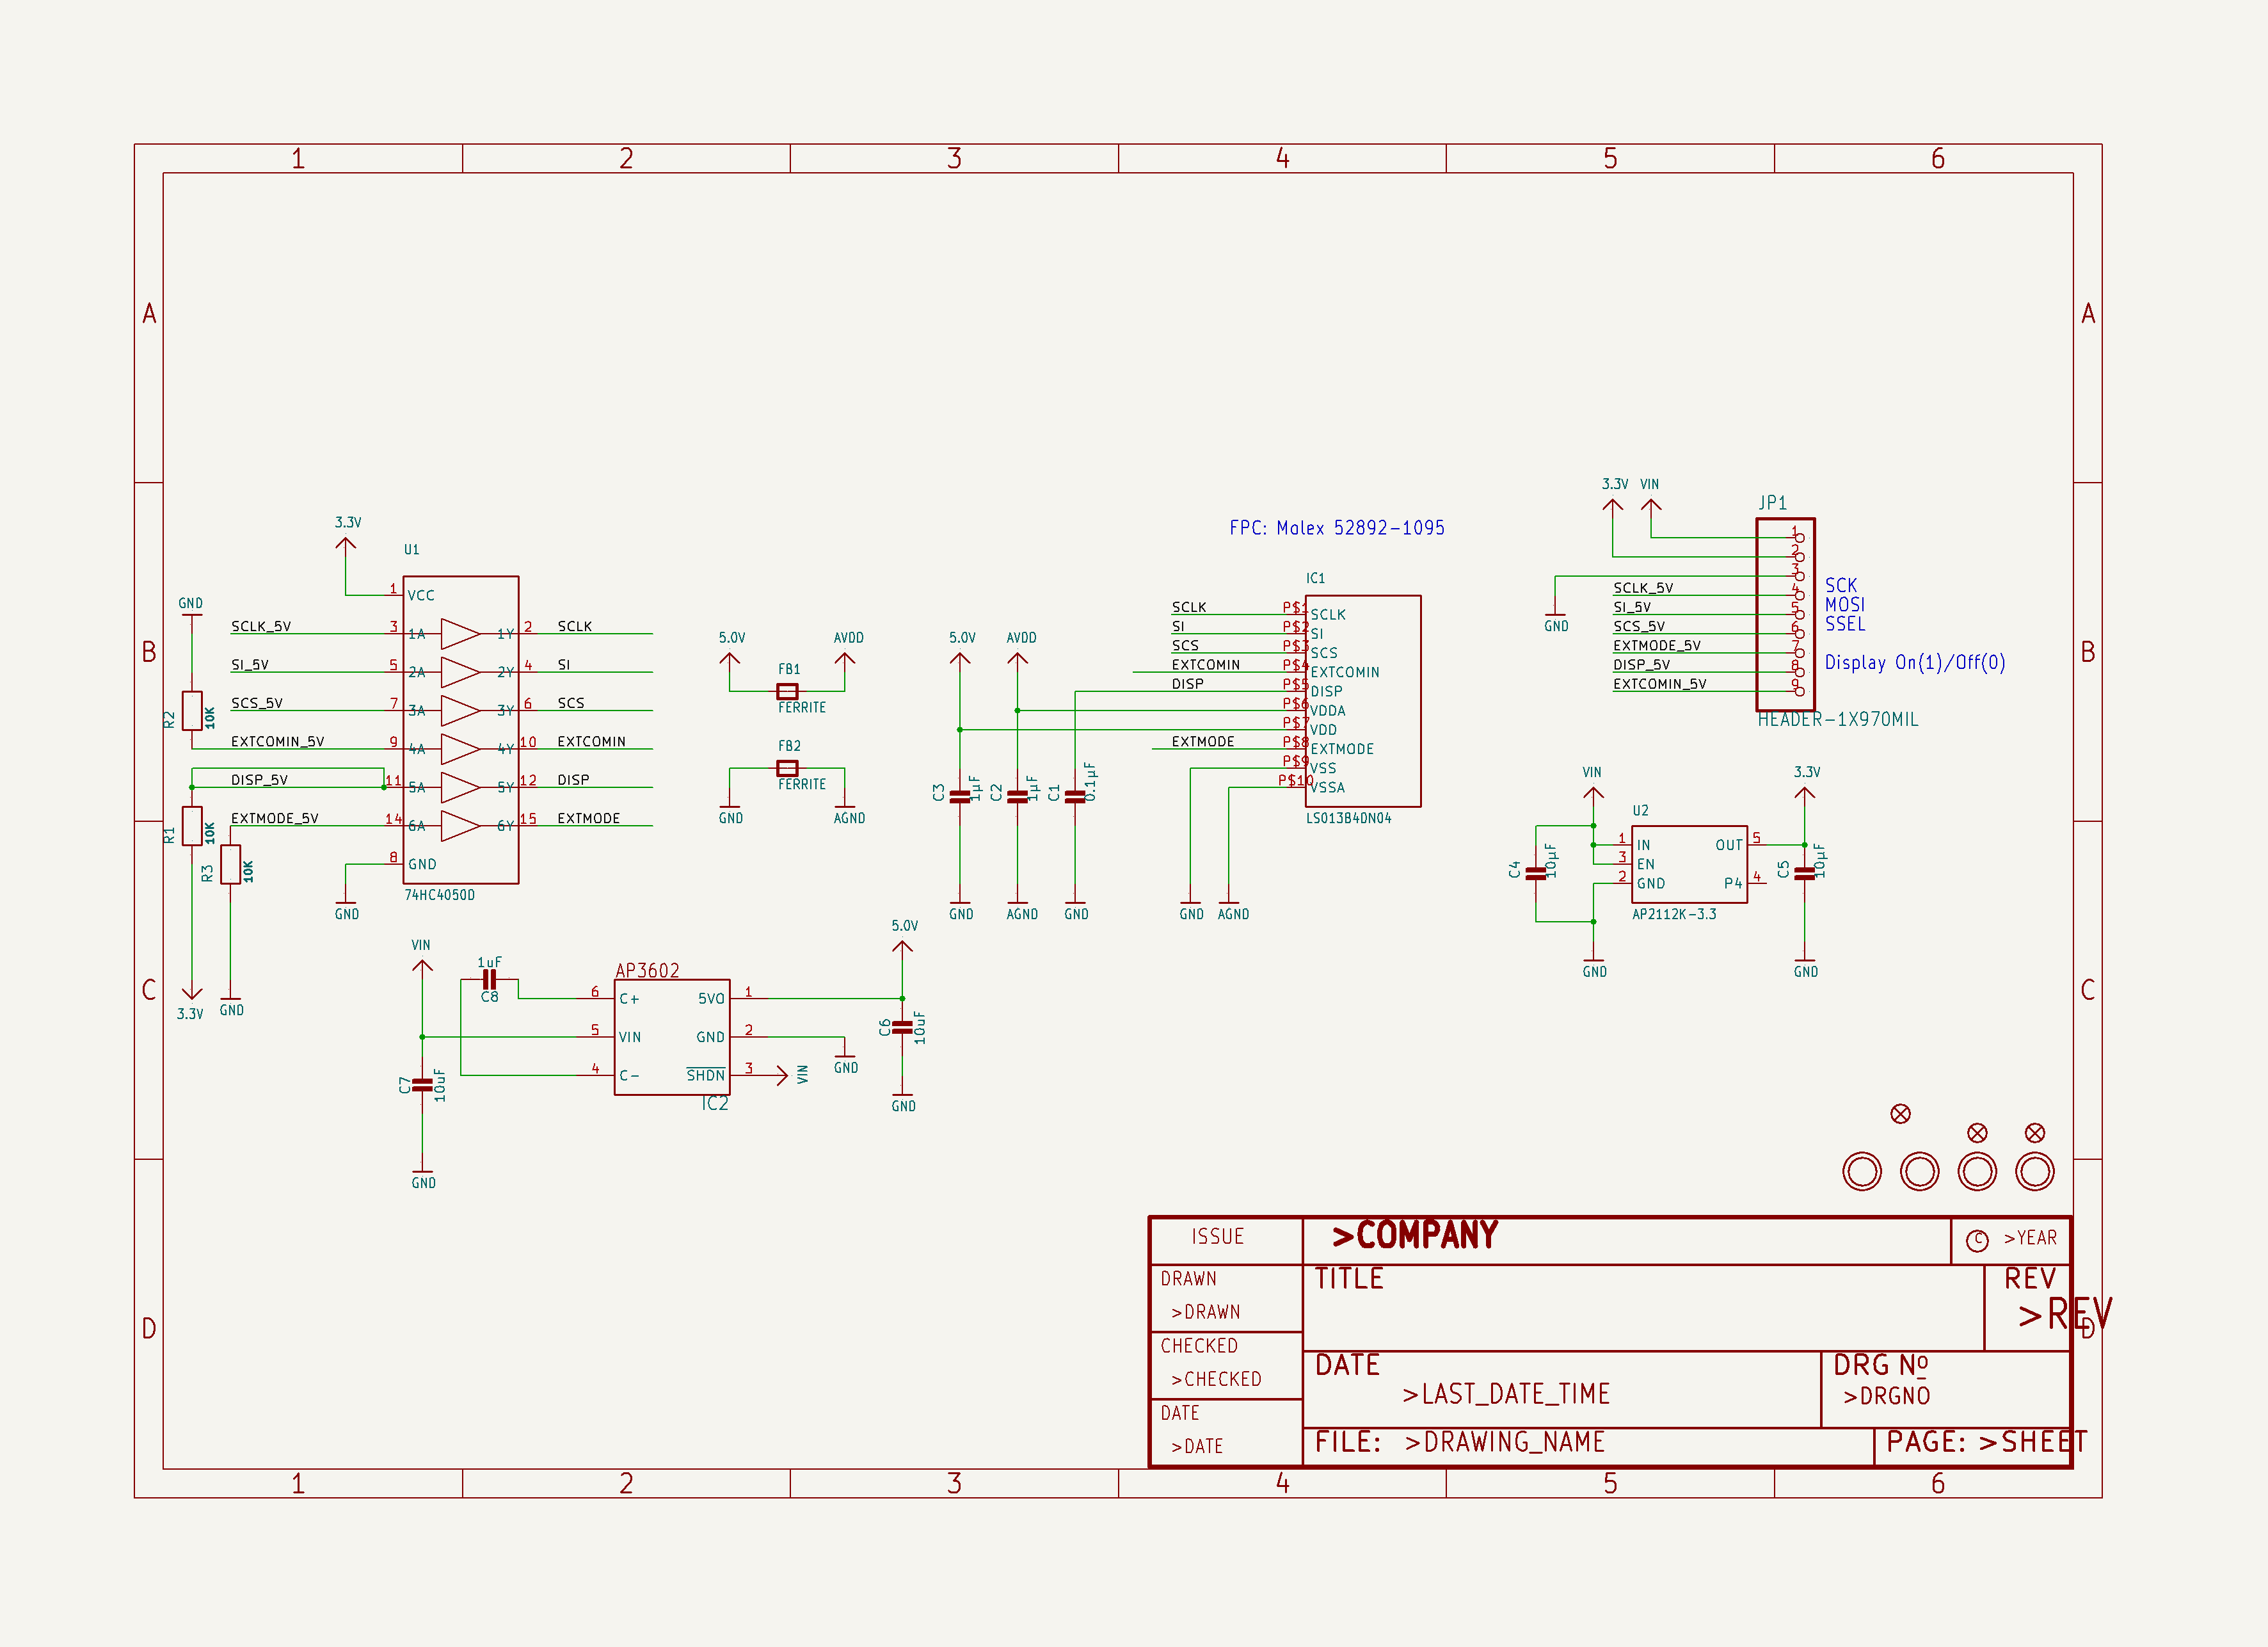 1 2 3 4 5 6
A A
B B
C C
D D
3.3V
U1
1 VCC
GND
SCLK_5V 3 1A 1Y 2 SCLK
SI_5V 5 2A 2Y 4 SI
SCS_5V 7 3A 3Y 6 SCS
R2 10K
EXTCOMIN_5V 9 4A 4Y 10 EXTCOMIN
DISP_5V 11 5A 5Y 12 DISP
EXTMODE_5V 14 6A 6Y 15 EXTMODE
R1 10K
R3 10K
8 GND
74HC4050D
GND
3.3V
GND
5.0V AVDD
FB1
FERRITE
FB2
FERRITE
GND AGND
5.0V AVDD
C3 1µF
C2 1µF
C1 0.1µF
GND AGND GND
FPC: Molex 52892-1095
IC1
SCLK P$1 SCLK
SI P$2 SI
SCS P$3 SCS
EXTCOMIN P$4 EXTCOMIN
DISP P$5 DISP
P$6 VDDA
P$7 VDD
EXTMODE P$8 EXTMODE
P$9 VSS
P$10 VSSA
LS013B4DN04
GND AGND
3.3V VIN
JP1
1
2
3
GND
SCLK_5V 4 SCK
SI_5V 5 MOSI
SCS_5V 6 SSEL
EXTMODE_5V 7
DISP_5V 8 Display On(1)/Off(0)
EXTCOMIN_5V 9
HEADER-1X970MIL
VIN 3.3V
U2
1 IN OUT 5
3 EN
2 GND P4 4
AP2112K-3.3
C4 10µF
C5 10µF
GND GND
VIN
1uF
C8
AP3602
6 C+ 5VO 1
5 VIN GND 2
4 C- SHDN 3
IC2
VIN
GND
5.0V
C6 10uF
GND
C7 10uF
GND
ISSUE
>COMPANY
C >YEAR
DRAWN
>DRAWN
TITLE
REV
>REV
CHECKED
>CHECKED
DATE
>LAST_DATE_TIME
DRG Nº
>DRGNO
DATE
>DATE
FILE: >DRAWING_NAME
PAGE: >SHEET
1 2 3 4 5 6